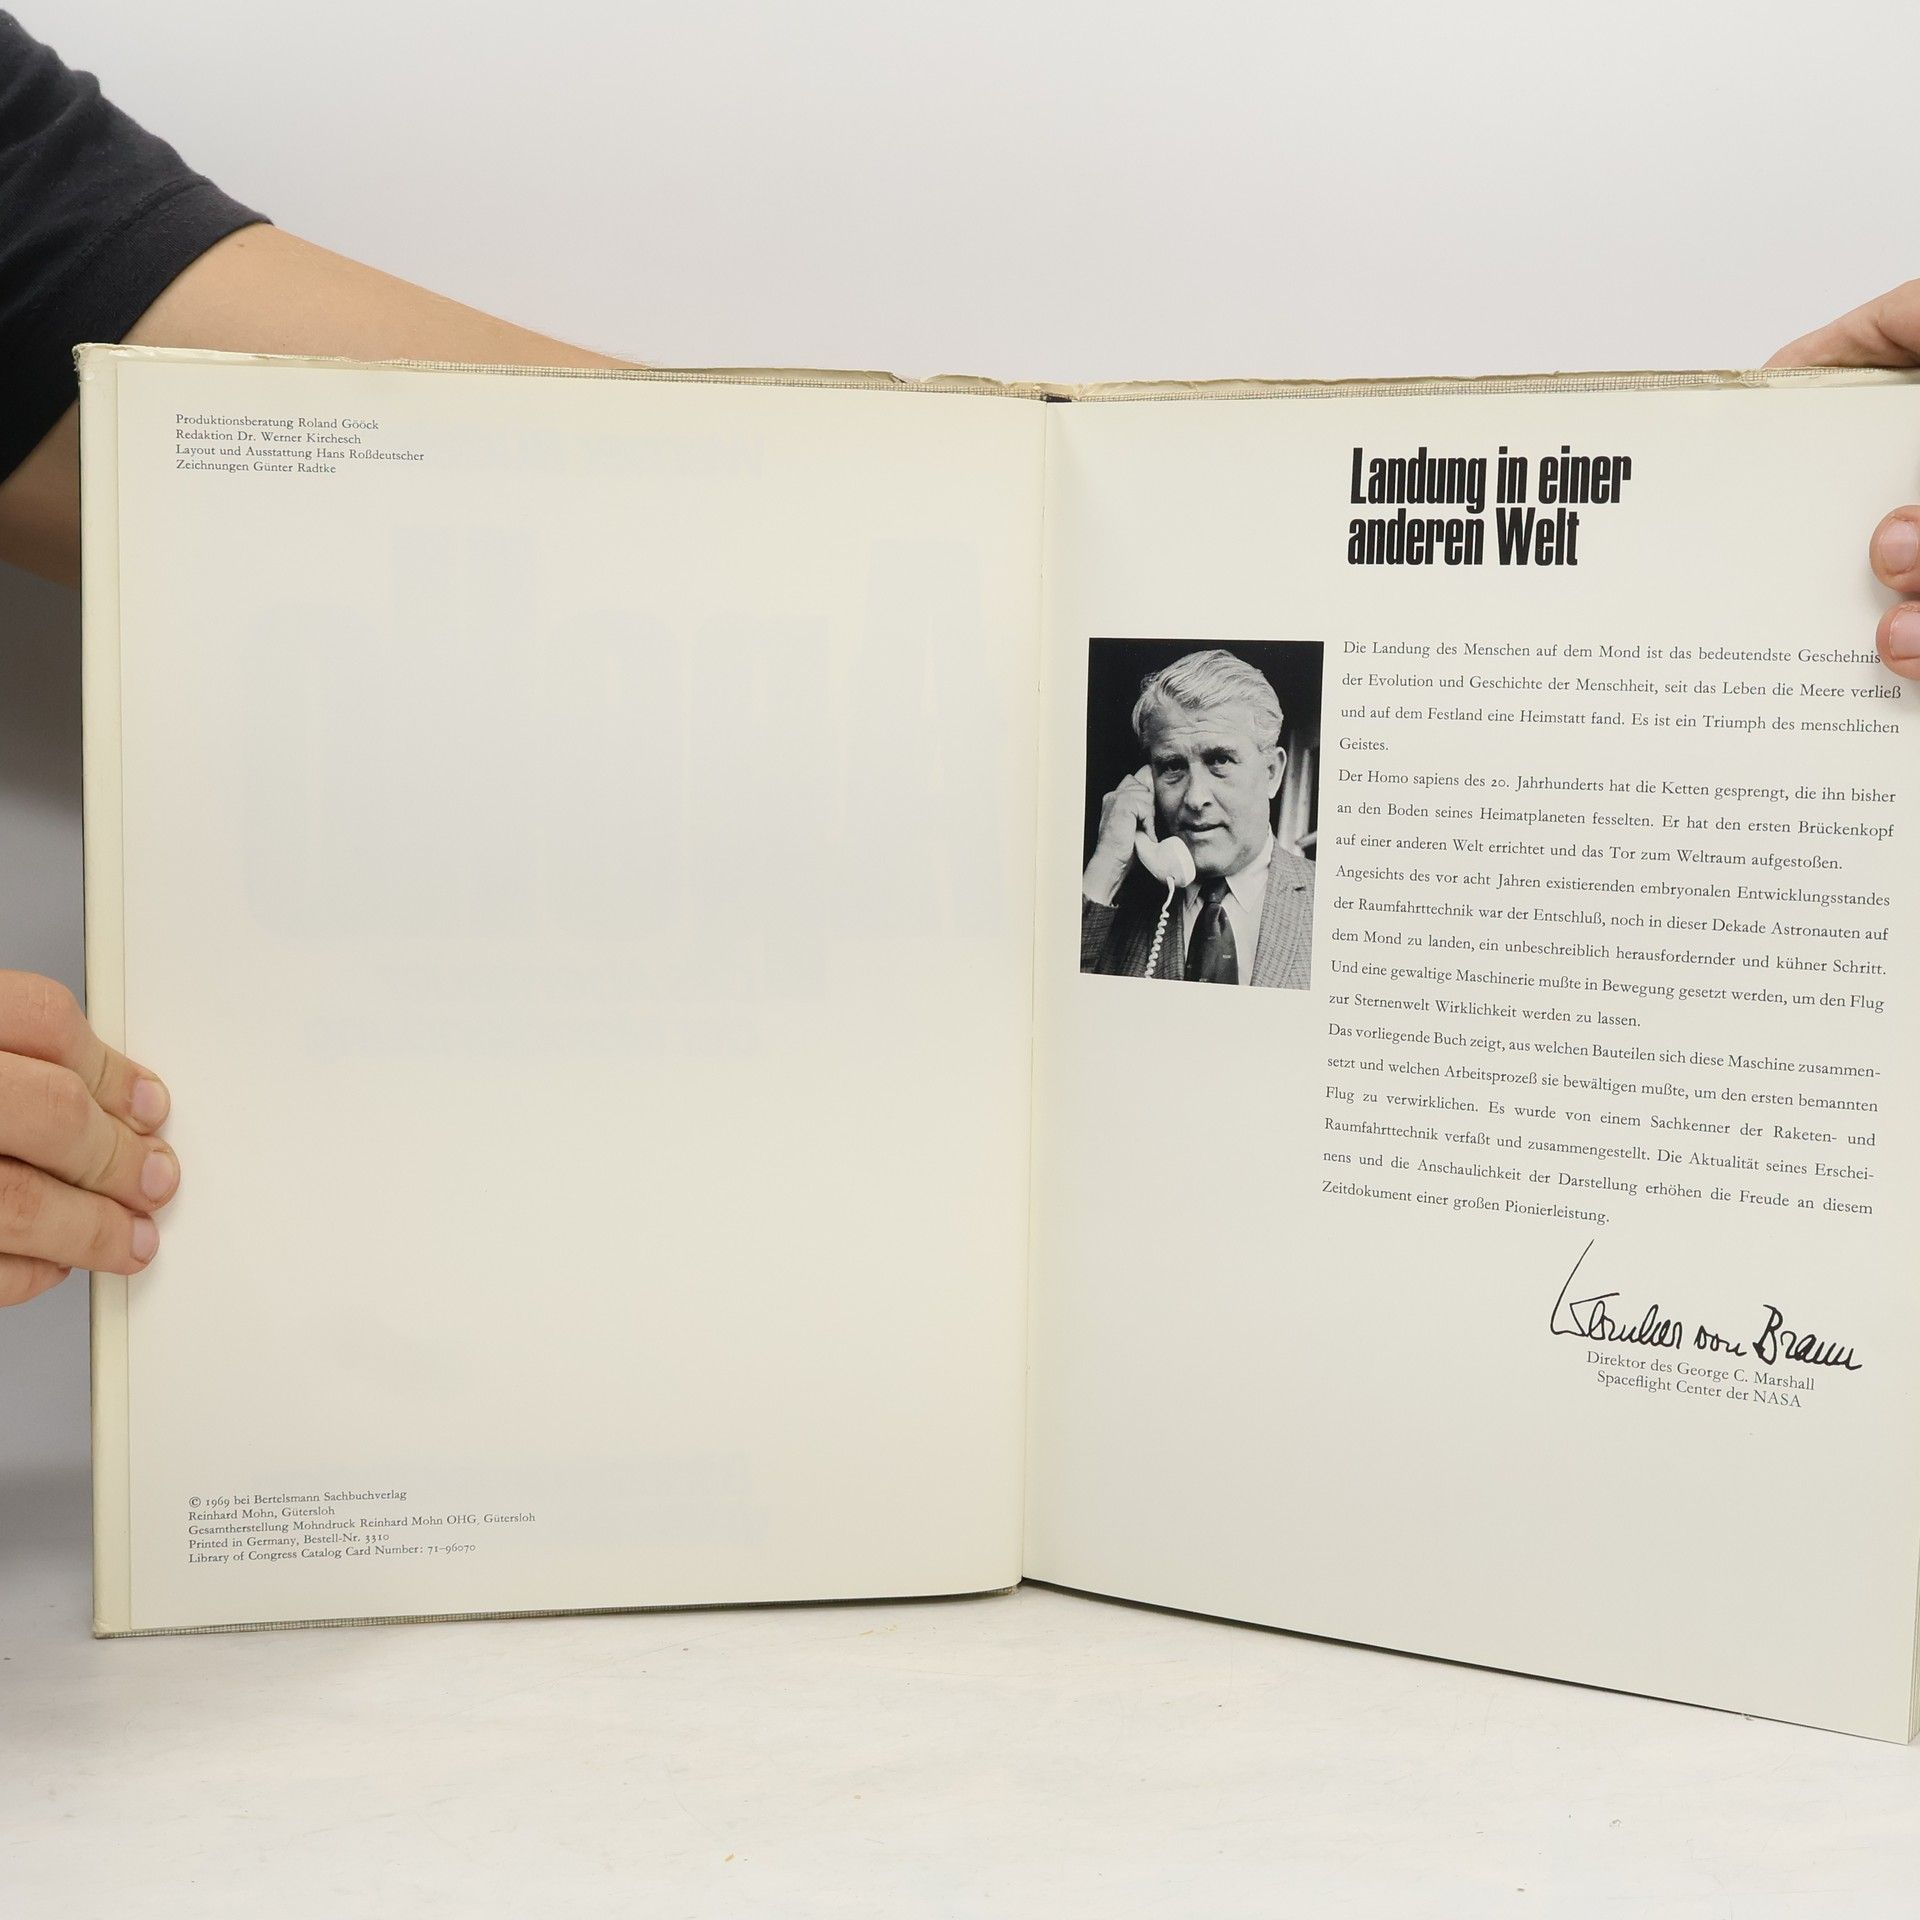 Produktionsberatung Roland Gööck
Redaktion Dr. Werner Kirchesch
Layout und Ausstattung Hans Roßdeutscher
Zeichnungen Günter Radtke
© 1969 bei Bertelsmann Sachbuchverlag
Reinhard Mohn, Gütersloh
Gesamtherstellung Mohndruck Reinhard Mohn OHG, Gütersloh
Printed in Germany, Bestell-Nr. 3310
Library of Congress Catalog Card Number: 71–96070
Landung in einer
anderen Welt
Die Landung des Menschen auf dem Mond ist das bedeutendste Geschehnis
der Evolution und Geschichte der Menschheit, seit das Leben die Meere verließ
und auf dem Festland eine Heimstatt fand. Es ist ein Triumph des menschlichen
Geistes.
Der Homo sapiens des 20. Jahrhunderts hat die Ketten gesprengt, die ihn bisher
an den Boden seines Heimatplaneten fesselten. Er hat den ersten Brückenkopf
auf einer anderen Welt errichtet und das Tor zum Weltraum aufgestoßen.
Angesichts des vor acht Jahren existierenden embryonalen Entwicklungsstandes
der Raumfahrttechnik war der Entschluß, noch in dieser Dekade Astronauten auf
dem Mond zu landen, ein unbeschreiblich herausfordernder und kühner Schritt.
Und eine gewaltige Maschinerie mußte in Bewegung gesetzt werden, um den Flug
zur Sternenwelt Wirklichkeit werden zu lassen.
Das vorliegende Buch zeigt, aus welchen Bauteilen sich diese Maschine zusammen-
setzt und welchen Arbeitsprozeß sie bewältigen mußte, um den ersten bemannten
Flug zu verwirklichen. Es wurde von einem Sachkenner der Raketen- und
Raumfahrttechnik verfaßt und zusammengestellt. Die Aktualität seines Erschei-
nens und die Anschaulichkeit der Darstellung erhöhen die Freude an diesem
Zeitdokument einer großen Pionierleistung.
Wernher von Braun
Direktor des George C. Marshall
Spaceflight Center der NASA